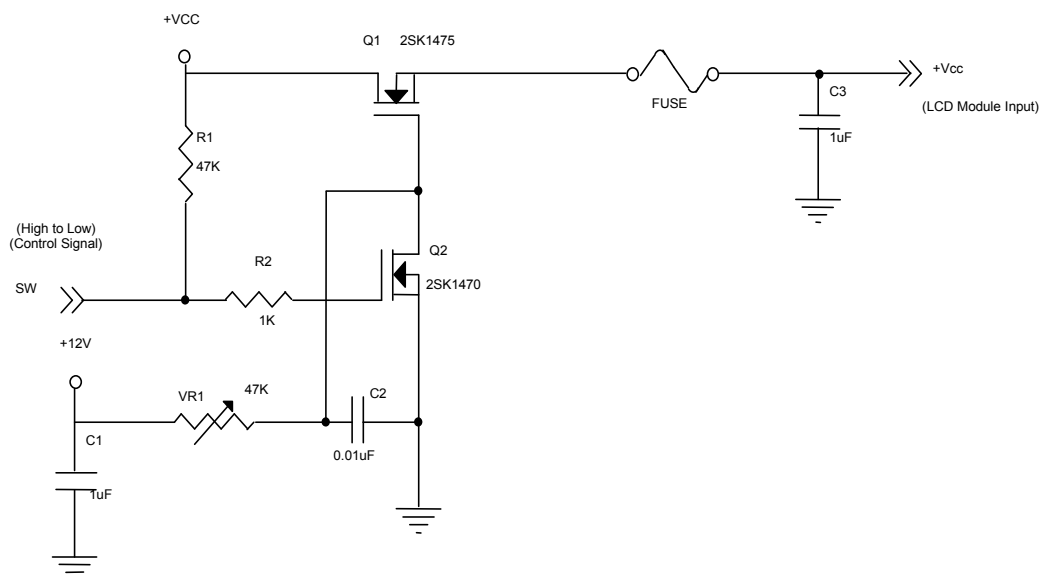 +VCC
Q1 2SK1475
+Vcc
(LCD Module Input)
C3
1uF
FUSE
R1
47K
(High to Low)
(Control Signal)
SW
R2
1K
Q2
2SK1470
+12V
VR1
47K
C2
0.01uF
C1
1uF